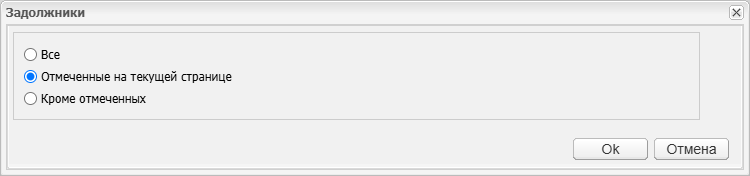 Задолжники
Все
Отмеченные на текущей странице
Кроме отмеченных
Ok
Отмена